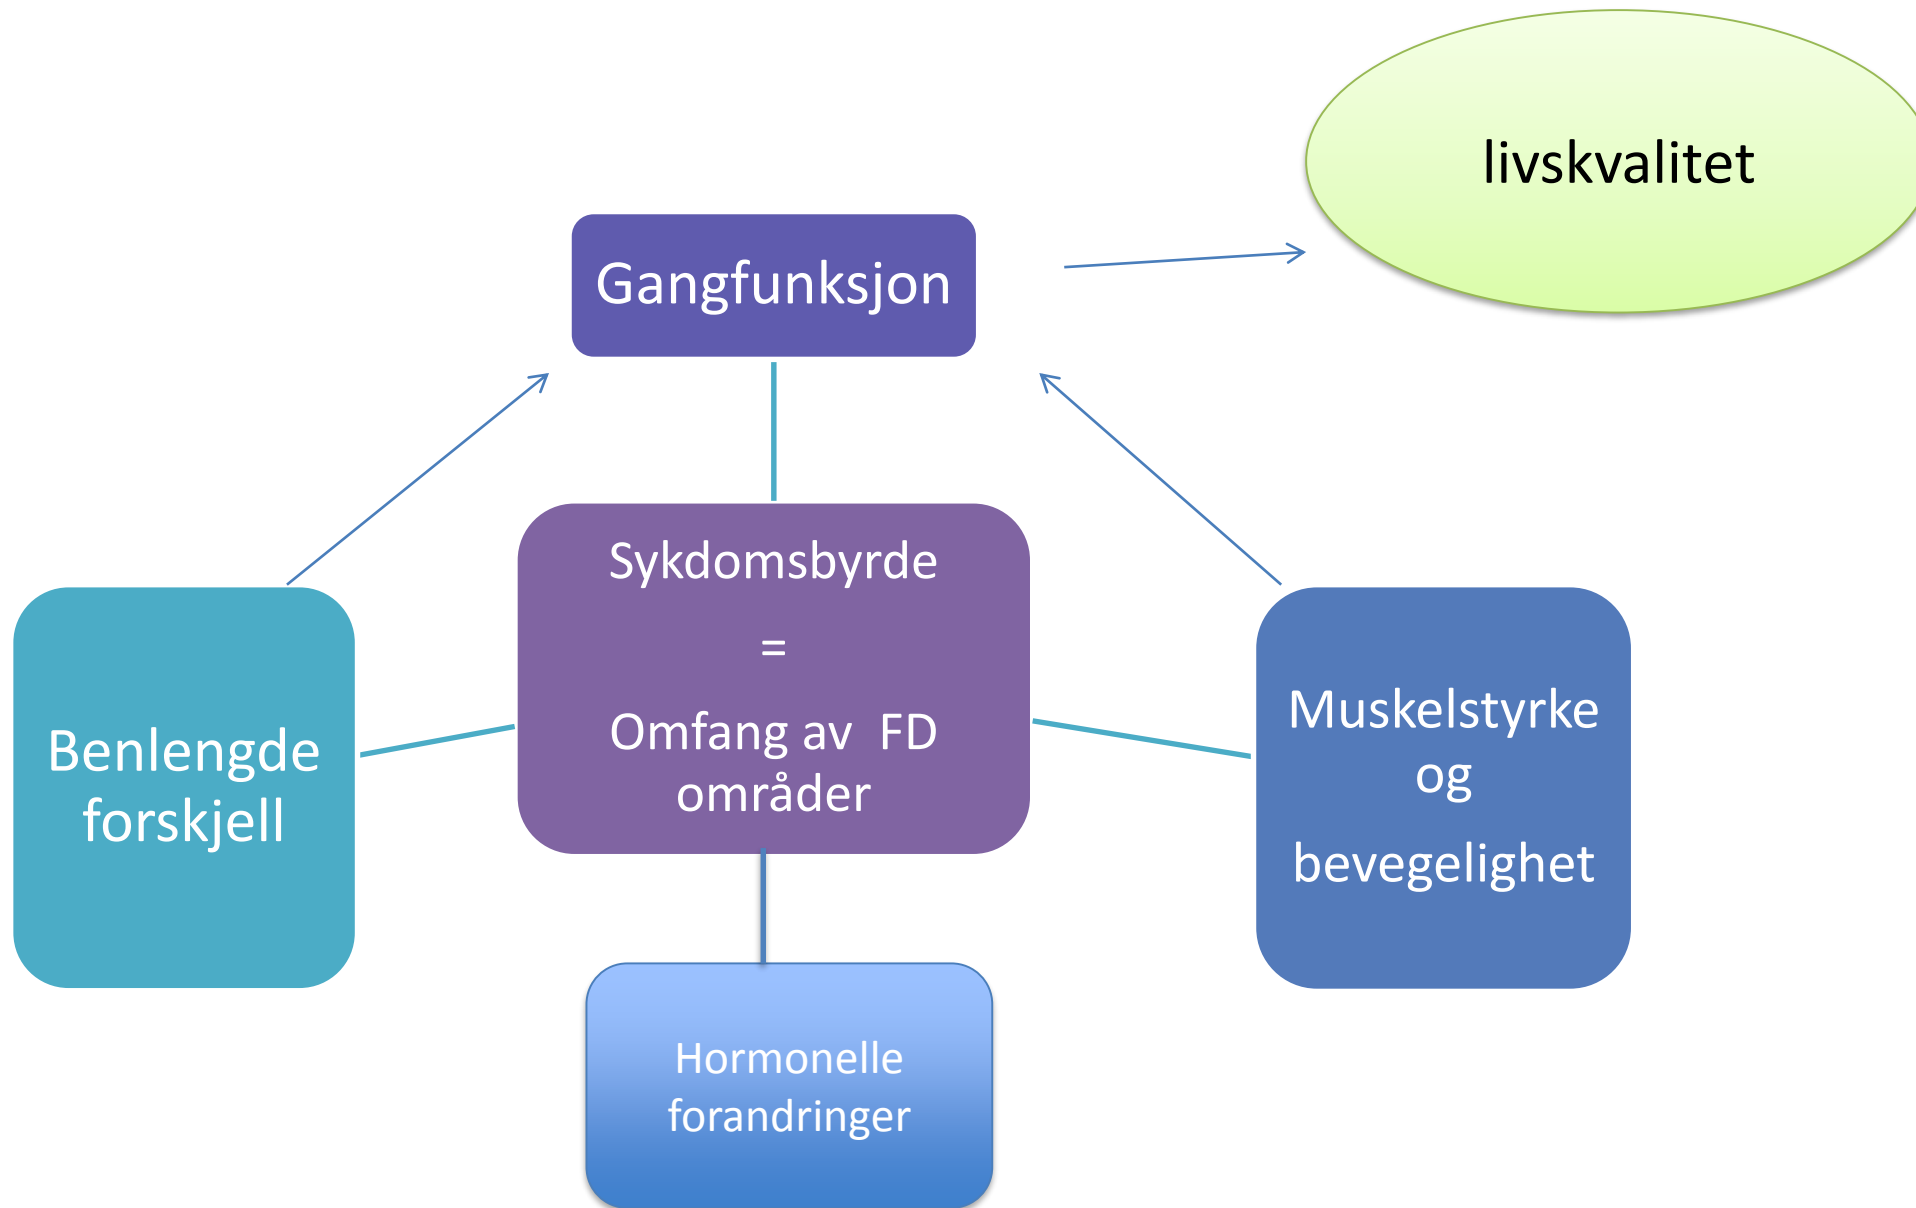 livskvalitet
Gangfunksjon
Sykdomsbyrde
=
Omfang av FD
områder
Benlengde
forskjell
Muskelstyrke
og
bevegelighet
Hormonelle
forandringer